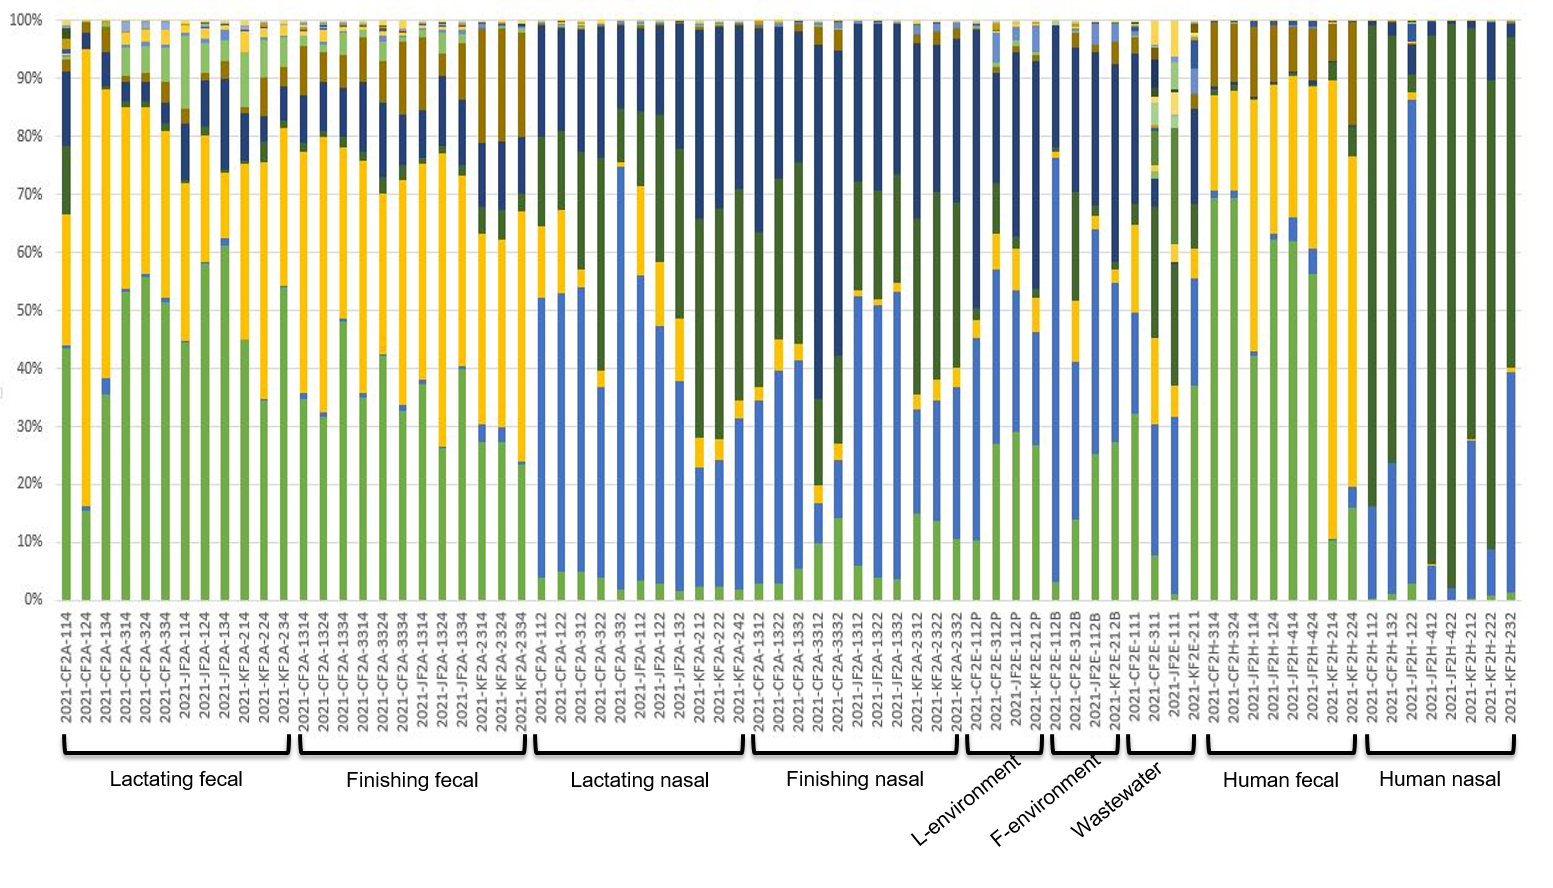 100%
90%
80%
70%
60%
50%
40%
30%
20%
10%
0%
2021-CF2A-114
2021-CF2A-124
2021-CF2A-134
2021-CF2A-314
2021-CF2A-324
2021-CF2A-334
2021-JF2A-114
2021-JF2A-124
2021-JF2A-134
2021-KF2A-214
2021-KF2A-224
2021-KF2A-234
2021-CF2A-1314
2021-CF2A-1324
2021-CF2A-1334
2021-CF2A-3314
2021-CF2A-3324
2021-CF2A-3334
2021-JF2A-1314
2021-JF2A-1324
2021-JF2A-1334
2021-KF2A-2314
2021-KF2A-2324
2021-KF2A-2334
2021-CF2A-112
2021-CF2A-122
2021-CF2A-312
2021-CF2A-322
2021-CF2A-332
2021-JF2A-112
2021-JF2A-122
2021-JF2A-132
2021-KF2A-212
2021-KF2A-222
2021-KF2A-242
2021-CF2A-1312
2021-CF2A-1322
2021-CF2A-1332
2021-CF2A-3312
2021-CF2A-3332
2021-JF2A-1312
2021-JF2A-1322
2021-JF2A-1332
2021-KF2A-2312
2021-KF2A-2322
2021-KF2A-2332
2021-CF2E-112P
2021-CF2E-312P
2021-JF2E-112P
2021-KF2E-212P
2021-CF2E-112B
2021-CF2E-312B
2021-JF2E-112B
2021-KF2E-212B
2021-CF2E-111
2021-CF2E-311
2021-JF2E-111
2021-KF2E-211
2021-CF2H-314
2021-CF2H-324
2021-JF2H-114
2021-JF2H-124
2021-JF2H-414
2021-JF2H-424
2021-KF2H-214
2021-KF2H-224
2021-CF2H-112
2021-CF2H-132
2021-JF2H-122
2021-JF2H-412
2021-JF2H-422
2021-KF2H-212
2021-KF2H-222
2021-KF2H-232
Lactating fecal
Finishing fecal
Lactating nasal
Finishing nasal
L-environment
F-environment
Wastewater
Human fecal
Human nasal